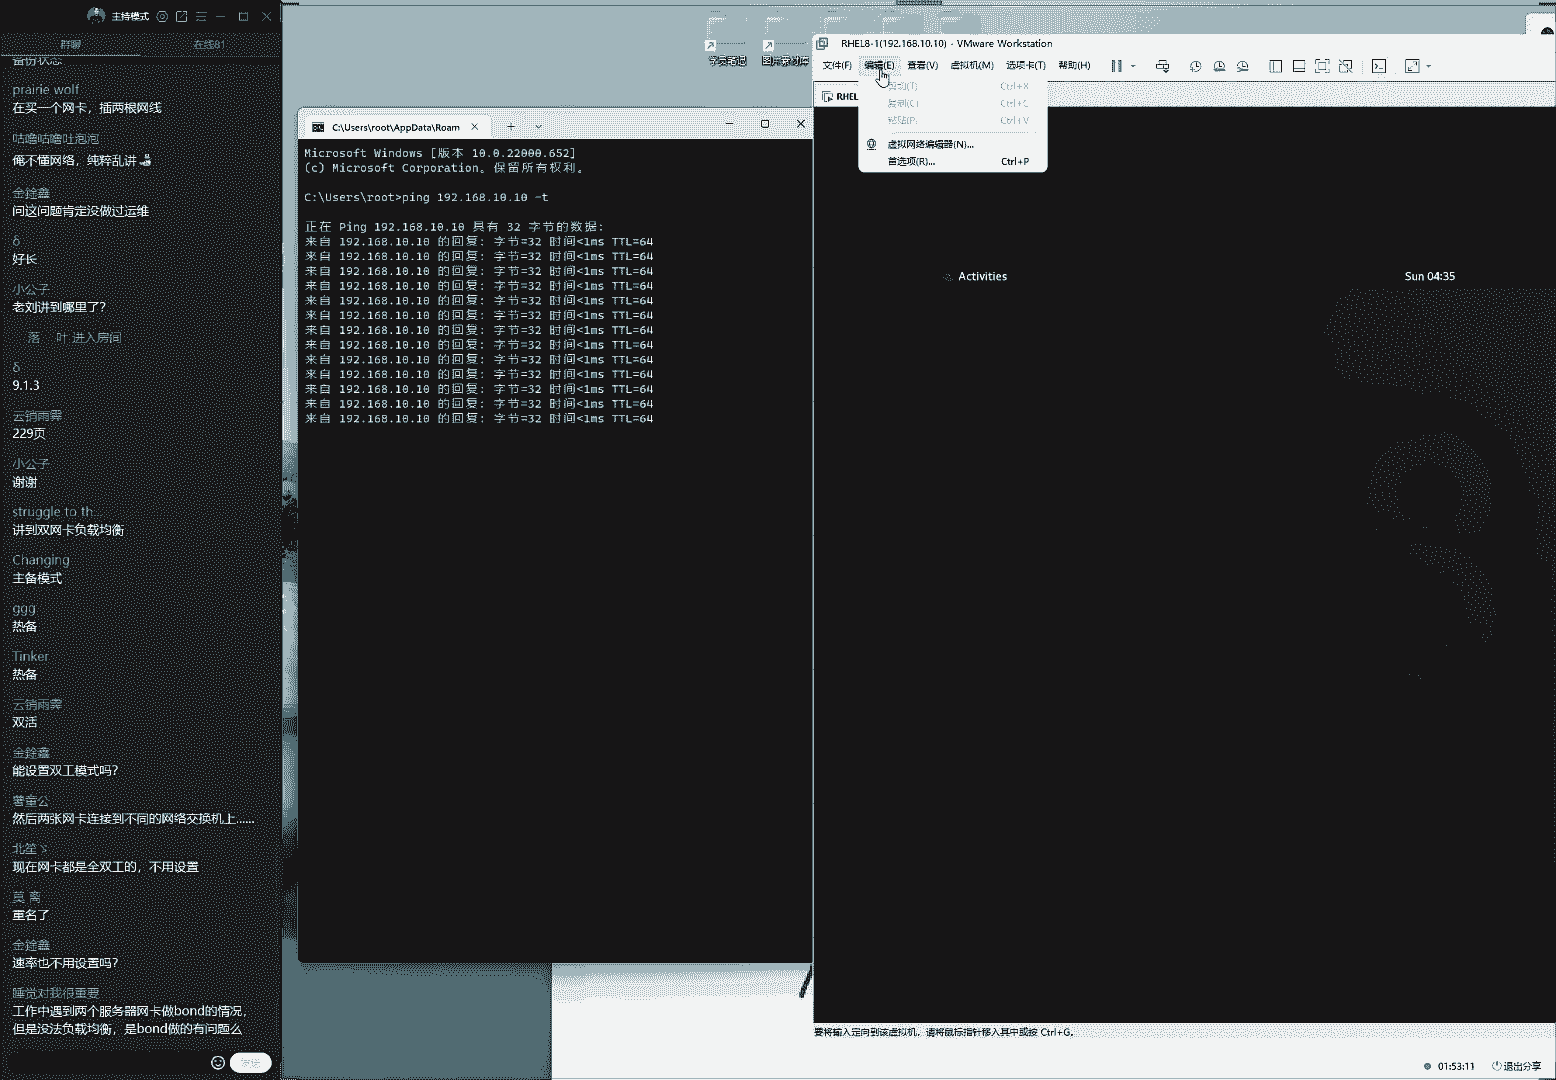 主持模式
群聊
在线81
备份状态
prairie wolf
在买一个网卡，插两根网线
咕噜咕噜吐泡泡
俺不懂网络，纯粹乱讲
金鍂鑫
问这问题肯定没做过运维
δ
好长
小公子
老刘讲到哪里了？
落 叶 进入房间
δ
9.1.3
云销雨霁
229页
小公子
谢谢
struggle to th...
讲到双网卡负载均衡
Changing
主备模式
ggg
热备
Tinker
热备
云销雨霁
双活
金鍂鑫
能设置双工模式吗？
薯童公
然后两张网卡连接到不同的网络交换机上......
北笙丶
现在网卡都是全双工的，不用设置
莫 离
重名了
金鍂鑫
速率也不用设置吗？
睡觉对我很重要
工作中遇到两个服务器网卡做bond的情况，
但是没法负载均衡，是bond做的有问题么
发送
学员笔记
图片素材库
C:\Users\root\AppData\Roam
Microsoft Windows [版本 10.0.22000.652]
(c) Microsoft Corporation。保留所有权利。
C:\Users\root>ping 192.168.10.10 -t
正在 Ping 192.168.10.10 具有 32 字节的数据:
来自 192.168.10.10 的回复: 字节=32 时间<1ms TTL=64
来自 192.168.10.10 的回复: 字节=32 时间<1ms TTL=64
来自 192.168.10.10 的回复: 字节=32 时间<1ms TTL=64
来自 192.168.10.10 的回复: 字节=32 时间<1ms TTL=64
来自 192.168.10.10 的回复: 字节=32 时间<1ms TTL=64
来自 192.168.10.10 的回复: 字节=32 时间<1ms TTL=64
来自 192.168.10.10 的回复: 字节=32 时间<1ms TTL=64
来自 192.168.10.10 的回复: 字节=32 时间<1ms TTL=64
来自 192.168.10.10 的回复: 字节=32 时间<1ms TTL=64
来自 192.168.10.10 的回复: 字节=32 时间<1ms TTL=64
来自 192.168.10.10 的回复: 字节=32 时间<1ms TTL=64
来自 192.168.10.10 的回复: 字节=32 时间<1ms TTL=64
来自 192.168.10.10 的回复: 字节=32 时间<1ms TTL=64
RHEL8-1(192.168.10.10) - VMware Workstation
文件(F) 编辑(E) 查看(V) 虚拟机(M) 选项卡(T) 帮助(H)
RHEL
剪切(T) Ctrl+X
复制(C) Ctrl+C
粘贴(P) Ctrl+V
虚拟网络编辑器(N)...
首选项(R)... Ctrl+P
Activities
Sun 04:35
要将输入定向到该虚拟机，请将鼠标指针移入其中或按 Ctrl+G。
01:53:11
退出分享